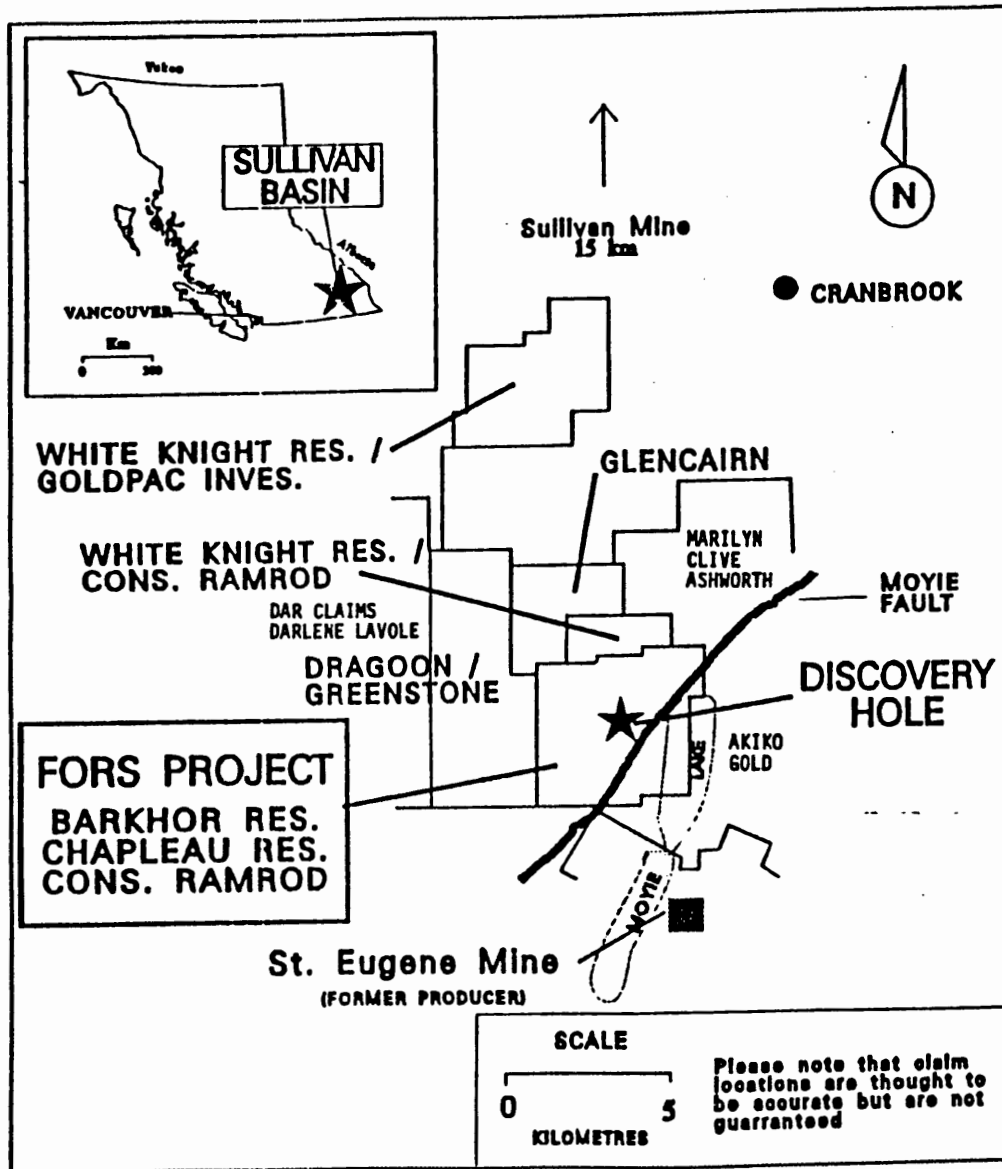 Yukon
SULLIVAN
BASIN
Alberta
VANCOUVER
Km
0
Sullivan Mine
15 km
N
CRANBROOK
WHITE KNIGHT RES. /
GOLDPAC INVES.
GLENCAIRN
WHITE KNIGHT RES. /
CONS. RAMROD
MARILYN
CLIVE
ASHWORTH
MOYIE
FAULT
DAR CLAIMS
DARLENE LAVOLE
DRAGOON /
GREENSTONE
DISCOVERY
HOLE
LAKE
AKIKO
GOLD
FORS PROJECT
BARKHOR RES.
CHAPLEAU RES.
CONS. RAMROD
MOYIE
St. Eugene Mine
(FORMER PRODUCER)
SCALE
0 5
KILOMETRES
Please note that claim
locations are thought to
be accurate but are not
guarranteed